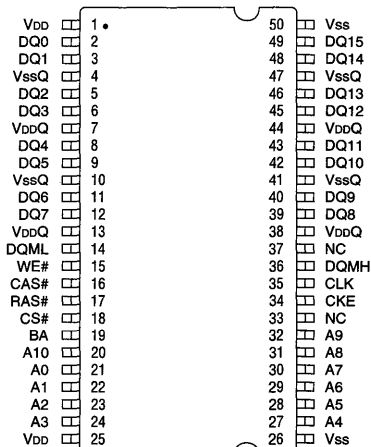 VDD 1 50 Vss
DQ0 2 49 DQ15
DQ1 3 48 DQ14
VssQ 4 47 VssQ
DQ2 5 46 DQ13
DQ3 6 45 DQ12
VDDQ 7 44 VDDQ
DQ4 8 43 DQ11
DQ5 9 42 DQ10
VssQ 10 41 VssQ
DQ6 11 40 DQ9
DQ7 12 39 DQ8
VDDQ 13 38 VDDQ
DQML 14 37 NC
WE# 15 36 DQMH
CAS# 16 35 CLK
RAS# 17 34 CKE
CS# 18 33 NC
BA 19 32 A9
A10 20 31 A8
A0 21 30 A7
A1 22 29 A6
A2 23 28 A5
A3 24 27 A4
VDD 25 26 Vss